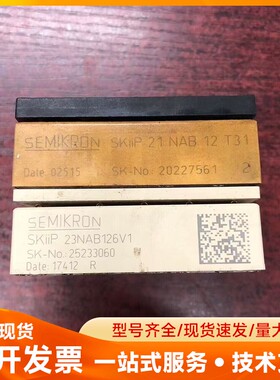 SEMIKRON SKiiP 21 NAB 12 T31
Date 02515 SK-No. 20227561
SEMIKRON
SKiiP 23NAB126V1
SK-No. 25233060
Date: 17412 R
现货 型号齐全/现货速发/量大
开发票 一站式服务·技术